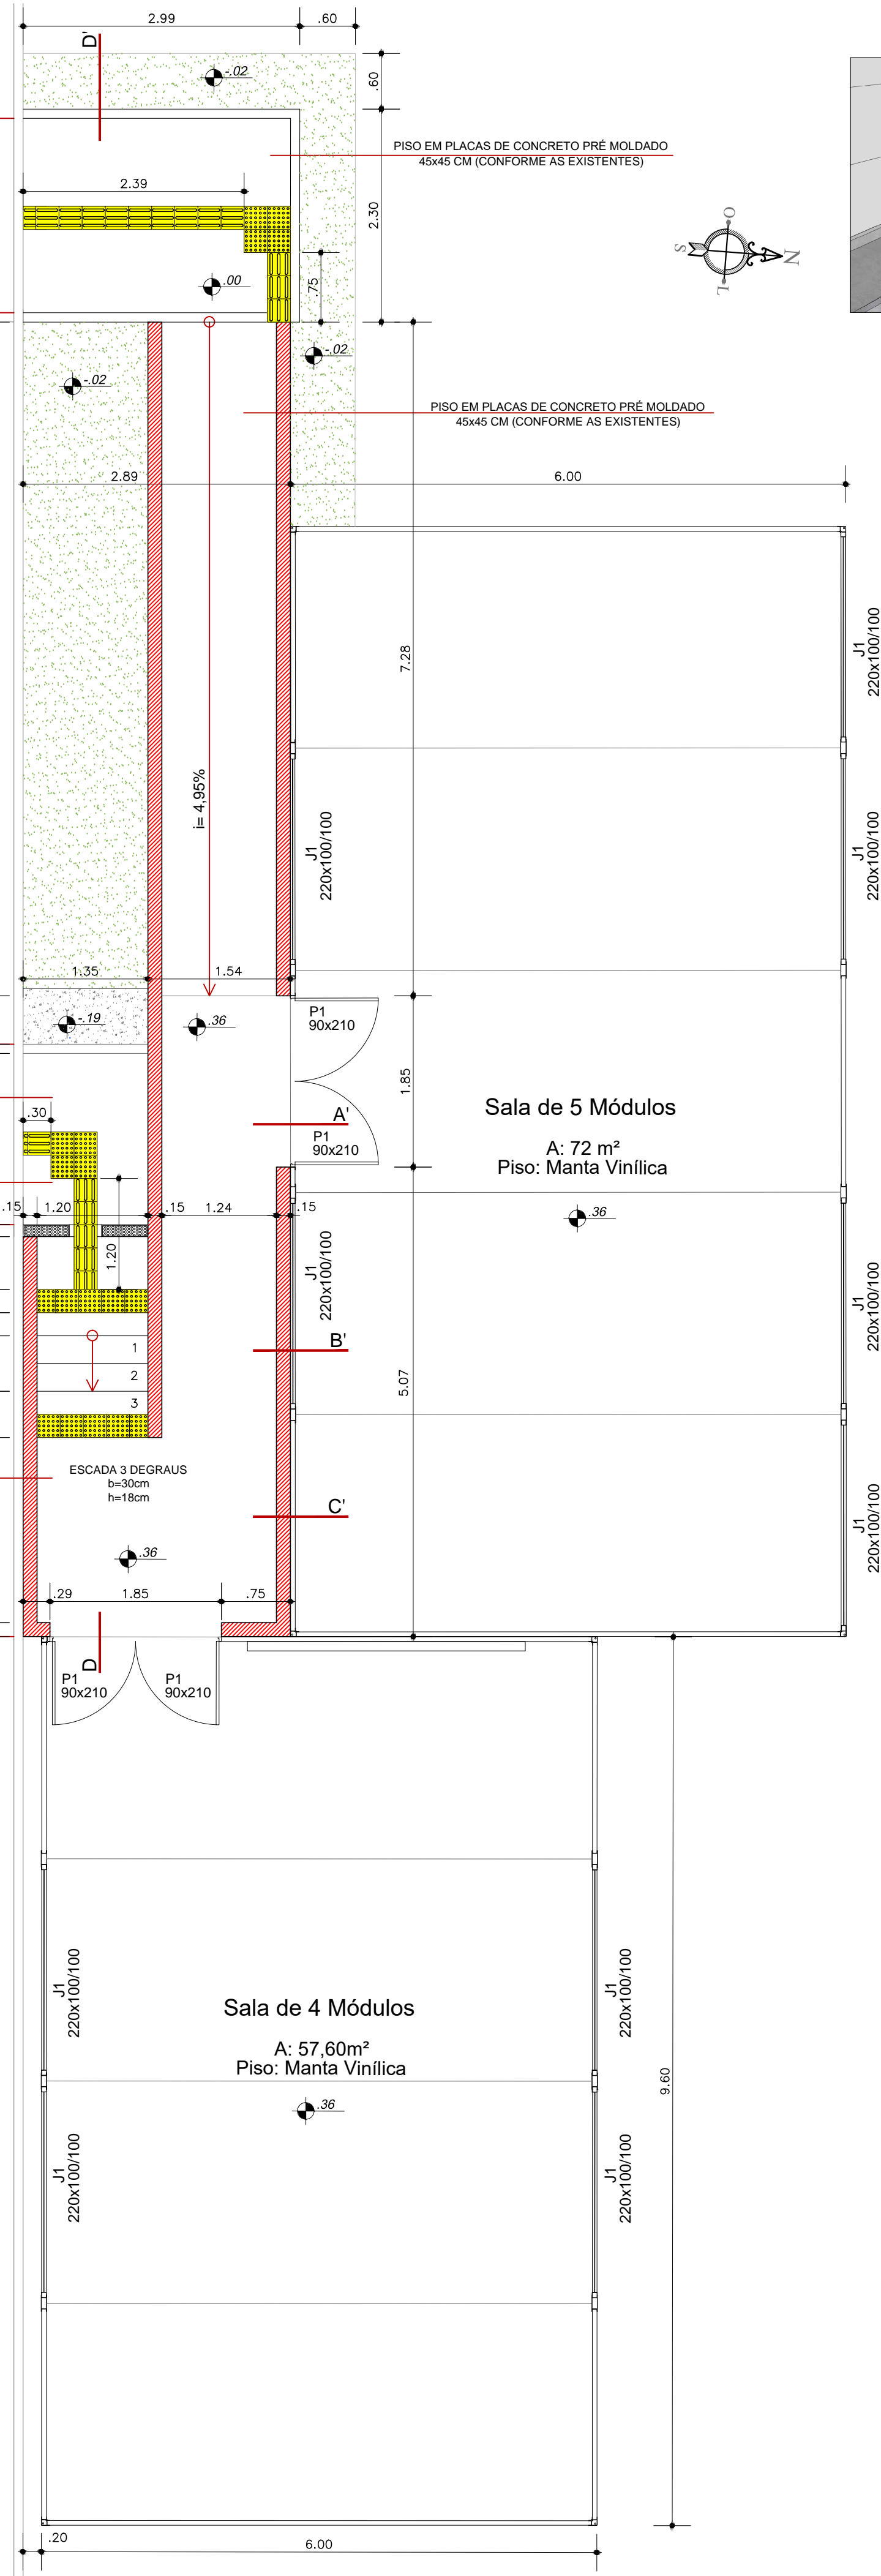 2.99
.60
D'
-.02
.60
PISO EM PLACAS DE CONCRETO PRÉ MOLDADO
45x45 CM (CONFORME AS EXISTENTES)
2.39
2.30
O
S
N
L
.00
.75
-.02
-.02
PISO EM PLACAS DE CONCRETO PRÉ MOLDADO
45x45 CM (CONFORME AS EXISTENTES)
2.89
6.00
7.28
J1
220x100/100
i= 4,95%
J1
220x100/100
J1
220x100/100
1.35
1.54
-.19
.36
P1
90x210
1.85
.30
A'
P1
90x210
Sala de 5 Módulos
A: 72 m²
Piso: Manta Vinílica
.36
.15
1.20
.15
1.24
.15
1.20
J1
220x100/100
J1
220x100/100
1
2
3
B'
5.07
ESCADA 3 DEGRAUS
b=30cm
h=18cm
C'
J1
220x100/100
.36
.29
1.85
.75
D
P1
90x210
P1
90x210
J1
220x100/100
J1
220x100/100
Sala de 4 Módulos
A: 57,60m²
Piso: Manta Vinílica
.36
9.60
J1
220x100/100
J1
220x100/100
.20
6.00